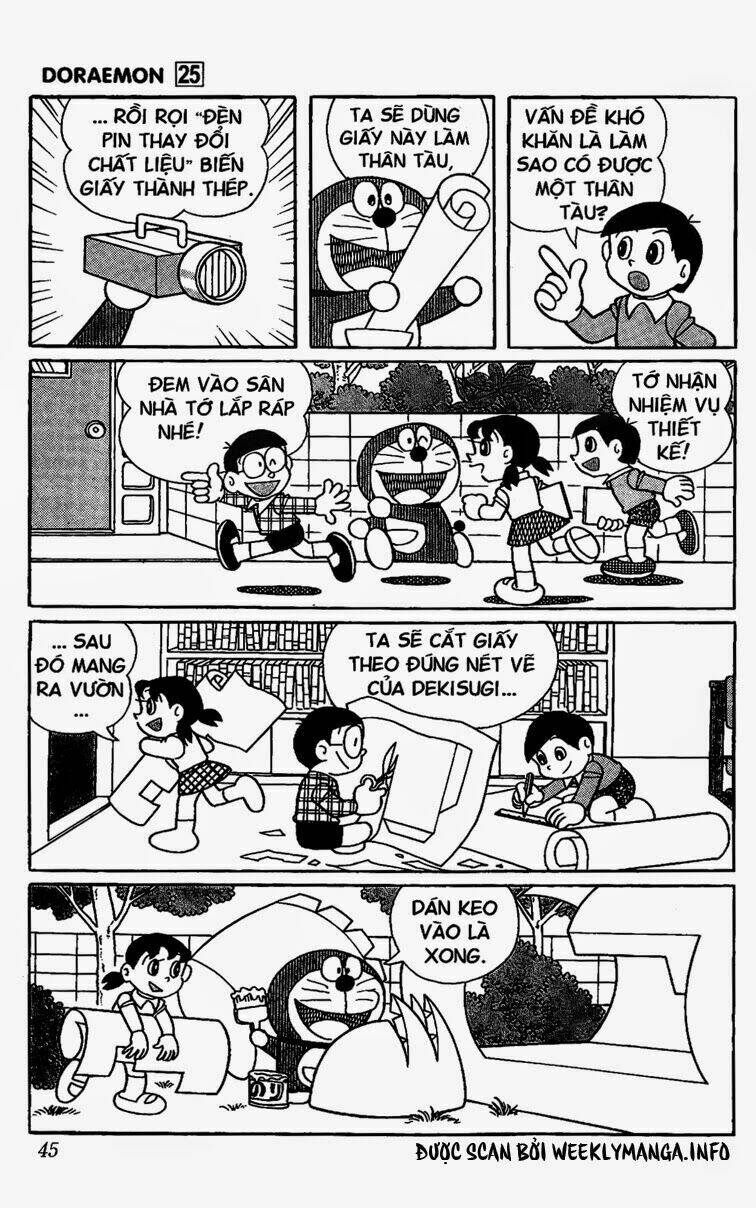 DORAEMON 25
VẤN ĐỀ KHÓ
KHĂN LÀ LÀM
SAO CÓ ĐƯỢC
MỘT THÂN
TÀU?
TA SẼ DÙNG
GIẤY NÀY LÀM
THÂN TÀU,
... RỒI RỌI “ĐÈN
PIN THAY ĐỔI
CHẤT LIỆU” BIẾN
GIẤY THÀNH THÉP.
TỚ NHẬN
NHIỆM VỤ
THIẾT
KẾ!
ĐEM VÀO SÂN
NHÀ TỚ LẮP RÁP
NHÉ!
TA SẼ CẮT GIẤY
THEO ĐÚNG NÉT VẼ
CỦA DEKISUGI...
... SAU
ĐÓ MANG
RA VƯỜN
...
DÁN KEO
VÀO LÀ
XONG.
のり
45
ĐƯỢC SCAN BỞI WEEKLYMANGA.INFO